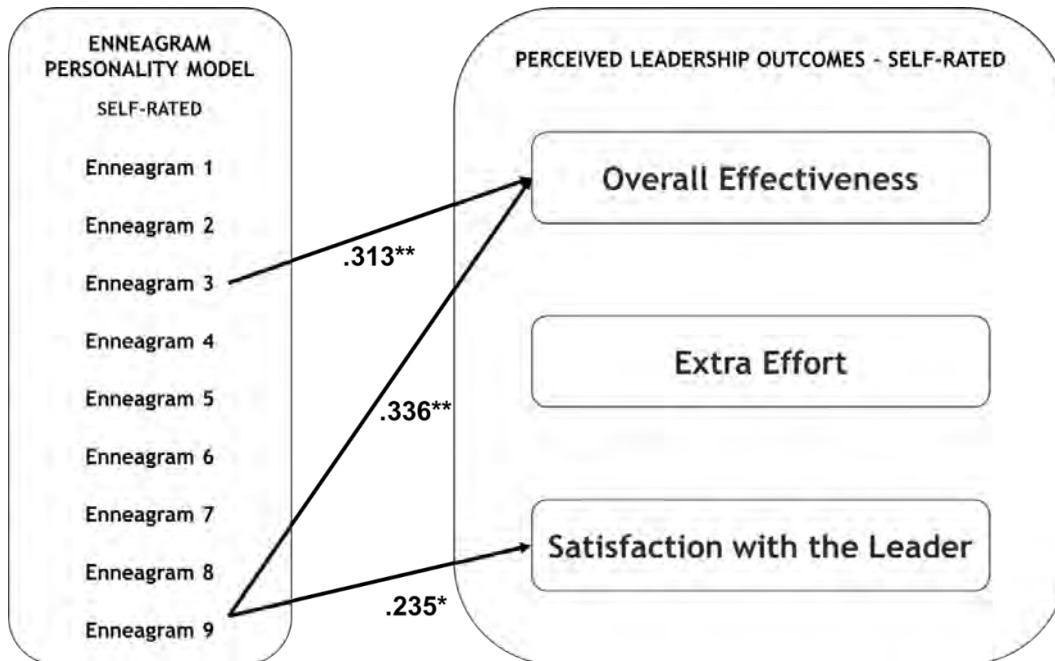 ENNEAGRAM
PERSONALITY MODEL
SELF-RATED
Enneagram 1
Enneagram 2
Enneagram 3
Enneagram 4
Enneagram 5
Enneagram 6
Enneagram 7
Enneagram 8
Enneagram 9
.313**
.336**
.235*
PERCEIVED LEADERSHIP OUTCOMES - SELF-RATED
Overall Effectiveness
Extra Effort
Satisfaction with the Leader